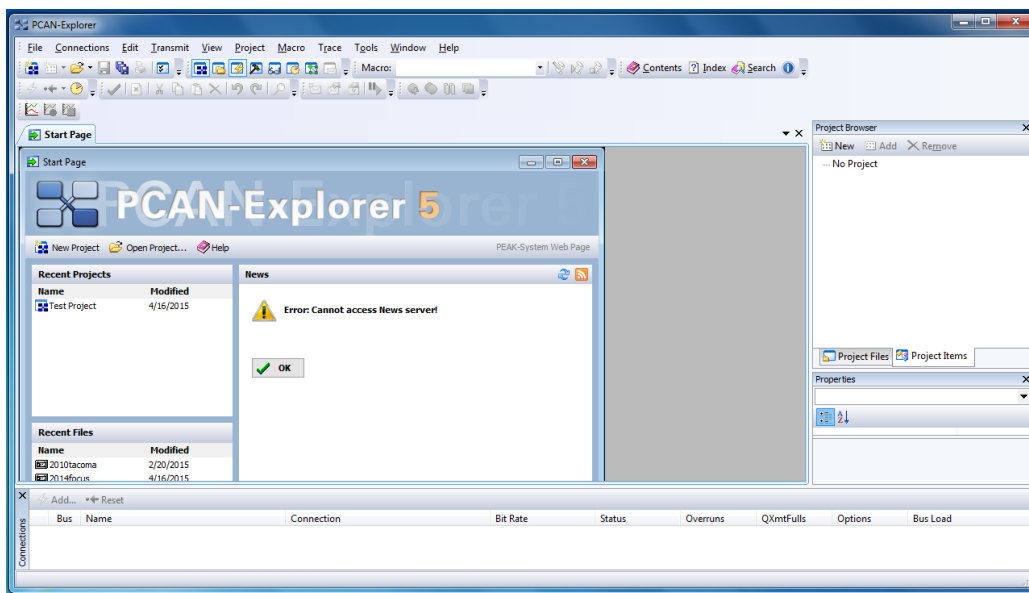 PCAN-Explorer
File Connections Edit Transmit View Project Macro Trace Tools Window Help
Macro: Contents Index Search
Start Page
Start Page
PCAN-Explorer 5
New Project Open Project... Help PEAK-System Web Page
Recent Projects
Name Modified
Test Project 4/16/2015
News
Error: Cannot access News server!
OK
Recent Files
Name Modified
2010tacoma 2/20/2015
2014focus 4/16/2015
Project Browser
New Add Remove
No Project
Project Files Project Items
Properties
Connections
Add... Reset
Bus Name Connection Bit Rate Status Overruns QXmtFulls Options Bus Load